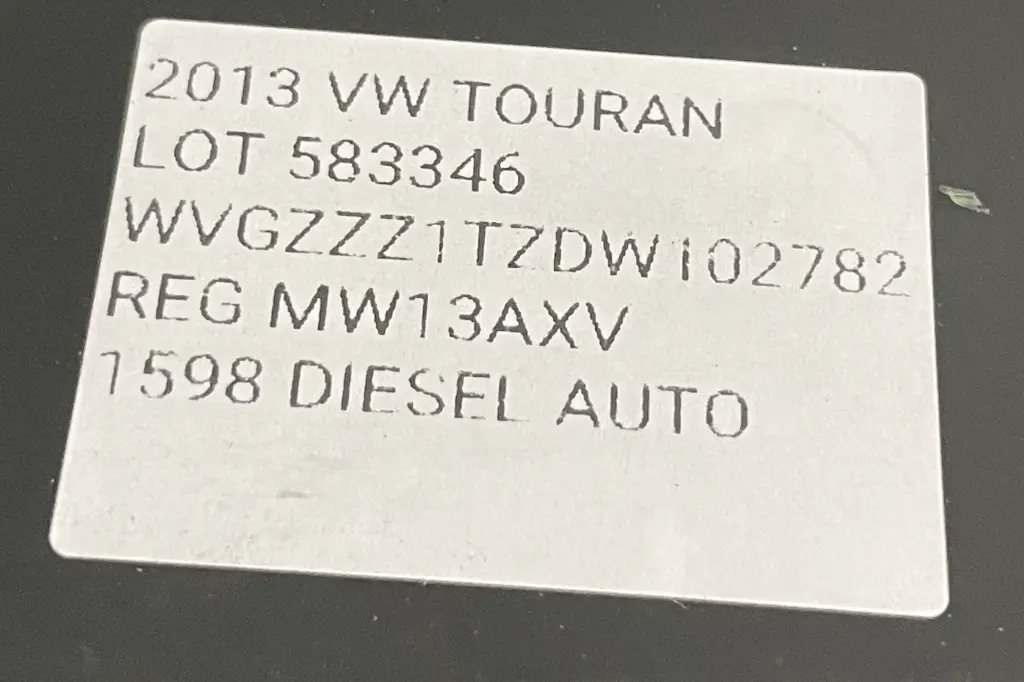 2013 VW TOURAN
LOT 583346
WVGZZZ1TZDW102782
REG MW13AXV
1598 DIESEL AUTO